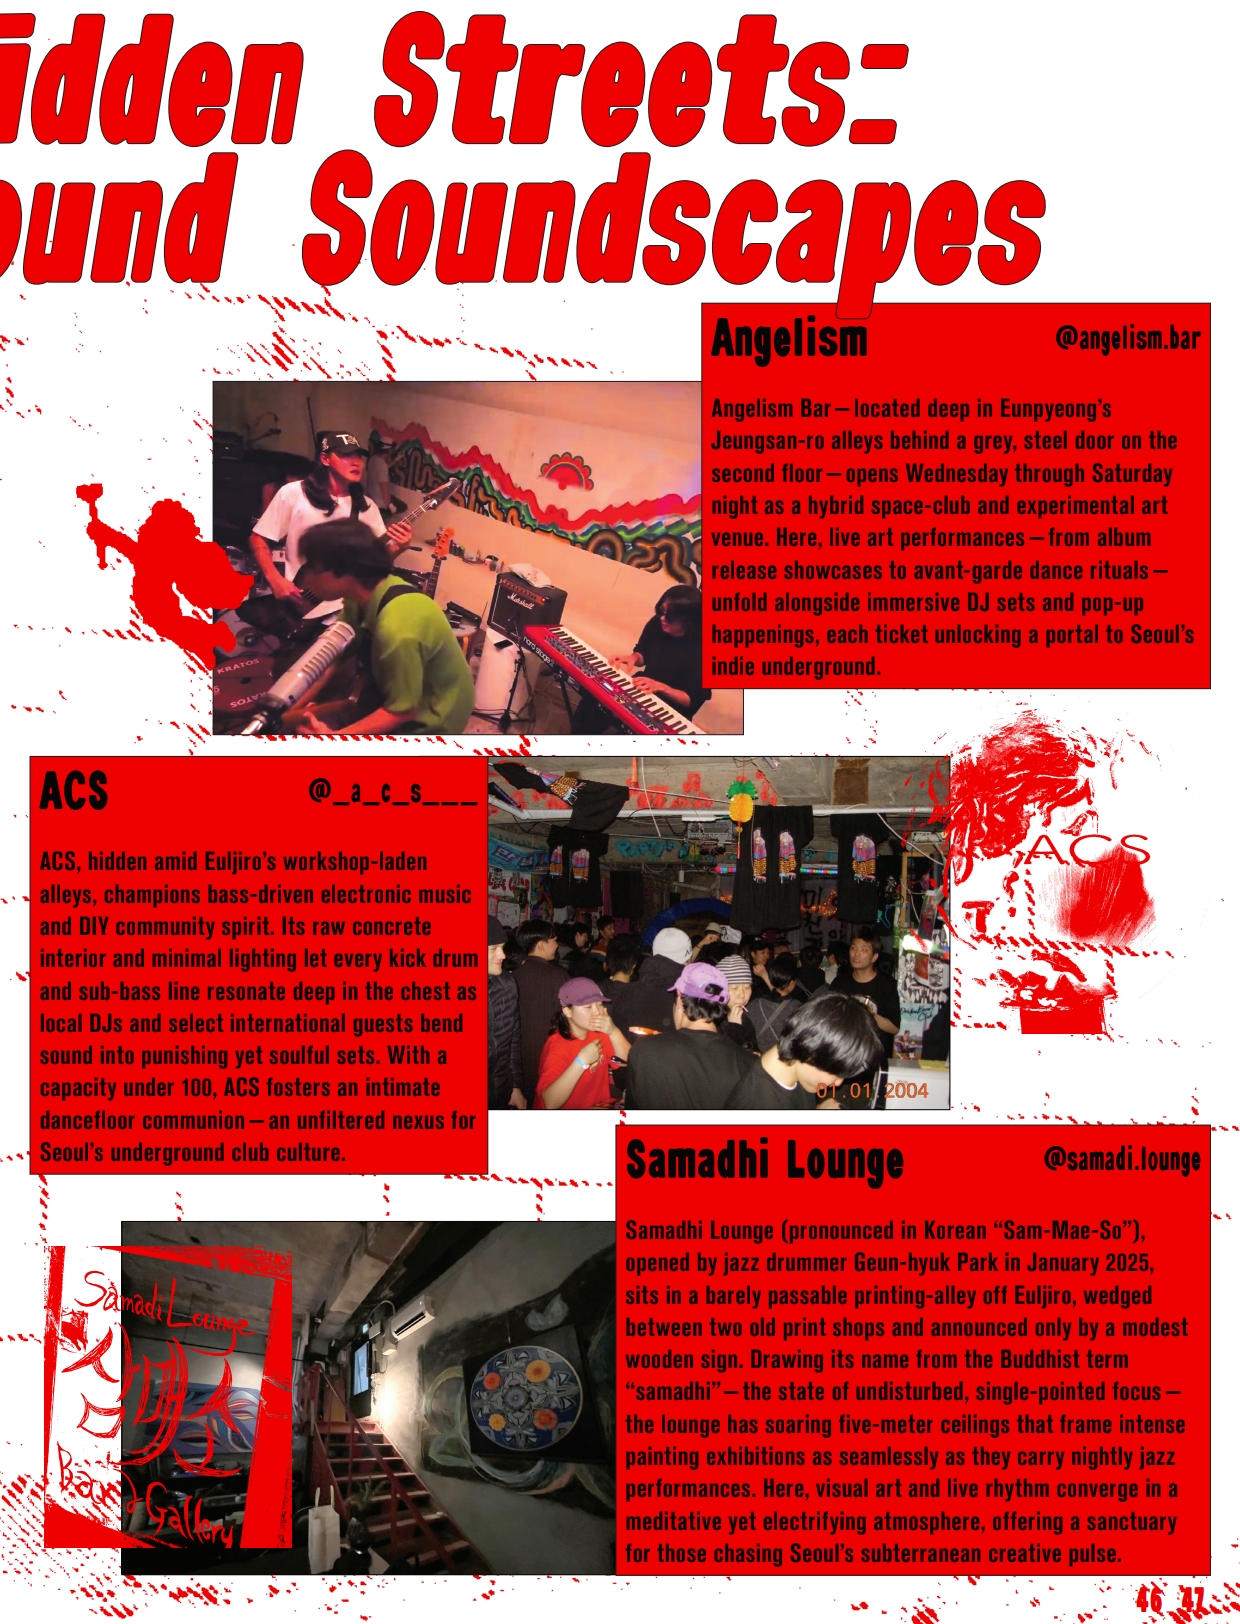 idden Streets:
ound Soundscapes
Angelism
@angelism.bar
Angelism Bar – located deep in Eunpyeong's
Jeungsan-ro alleys behind a grey, steel door on the
second floor – opens Wednesday through Saturday
night as a hybrid space-club and experimental art
venue. Here, live art performances – from album
release showcases to avant-garde dance rituals –
unfold alongside immersive DJ sets and pop-up
happenings, each ticket unlocking a portal to Seoul's
indie underground.
Marshall
nord stage
KRATOS
KRATOS
ACS
@_a_c_s___
ACS, hidden amid Euljiro's workshop-laden
alleys, champions bass-driven electronic music
and DIY community spirit. Its raw concrete
interior and minimal lighting let every kick drum
and sub-bass line resonate deep in the chest as
local DJs and select international guests bend
sound into punishing yet soulful sets. With a
capacity under 100, ACS fosters an intimate
dancefloor communion – an unfiltered nexus for
Seoul's underground club culture.
01.01.2004
ACS
Samadhi Lounge
@samadi.lounge
Samadhi Lounge (pronounced in Korean “Sam-Mae-So”),
opened by jazz drummer Geun-hyuk Park in January 2025,
sits in a barely passable printing-alley off Euljiro, wedged
between two old print shops and announced only by a modest
wooden sign. Drawing its name from the Buddhist term
“samadhi” – the state of undisturbed, single-pointed focus –
the lounge has soaring five-meter ceilings that frame intense
painting exhibitions as seamlessly as they carry nightly jazz
performances. Here, visual art and live rhythm converge in a
meditative yet electrifying atmosphere, offering a sanctuary
for those chasing Seoul's subterranean creative pulse.
Samadi Lounge
삼매소
Bar & Gallery
46 47